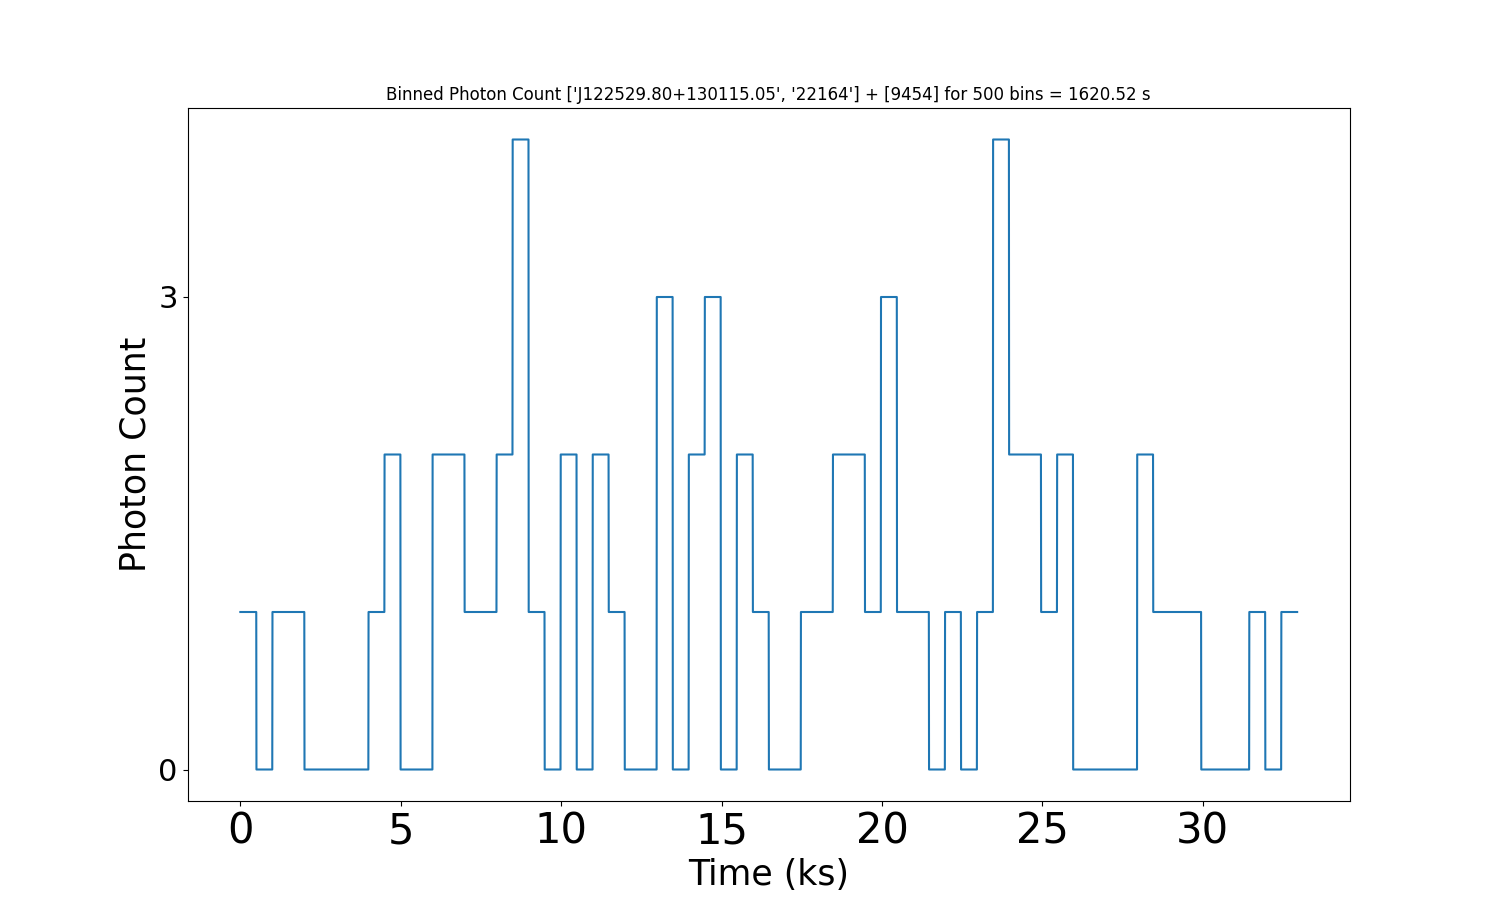 Binned Photon Count ['J122529.80+130115.05', '22164'] + [9454] for 500 bins = 1620.52 s
3
Photon Count
0
0 5 10 15 20 25 30
Time (ks)